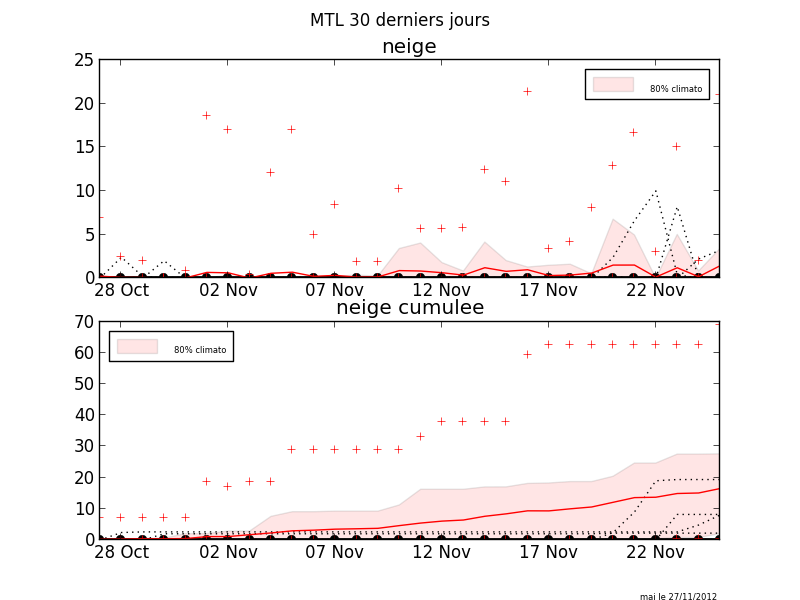 MTL 30 derniers jours
neige
25
20
15
10
5
0
80% climato
28 Oct 02 Nov 07 Nov 12 Nov 17 Nov 22 Nov
neige cumulee
70
60
50
40
30
20
10
0
80% climato
28 Oct 02 Nov 07 Nov 12 Nov 17 Nov 22 Nov
mai le 27/11/2012